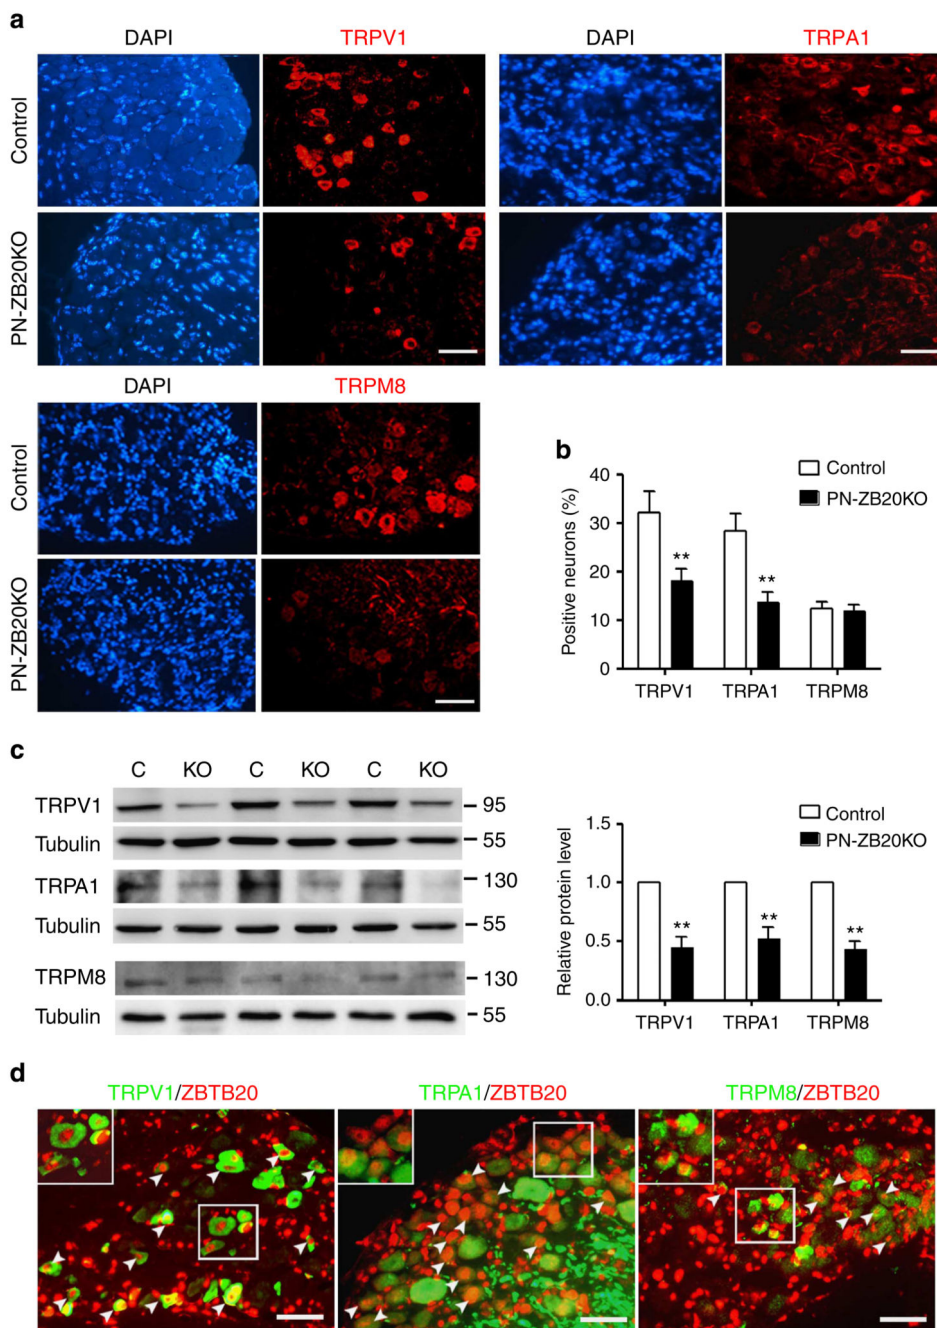 a
DAPI TRPV1 DAPI TRPA1
Control
PN-ZB20KO
DAPI TRPM8
Control
PN-ZB20KO
b
Control
PN-ZB20KO
Positive neurons (%)
40
30
20
10
0
**
**
TRPV1 TRPA1 TRPM8
c
C KO C KO C KO
TRPV1 95
Tubulin 55
TRPA1 130
Tubulin 55
TRPM8 130
Tubulin 55
Control
PN-ZB20KO
Relative protein level
1.5
1.0
0.5
0.0
**
**
**
TRPV1 TRPA1 TRPM8
d
TRPV1/ZBTB20 TRPA1/ZBTB20 TRPM8/ZBTB20